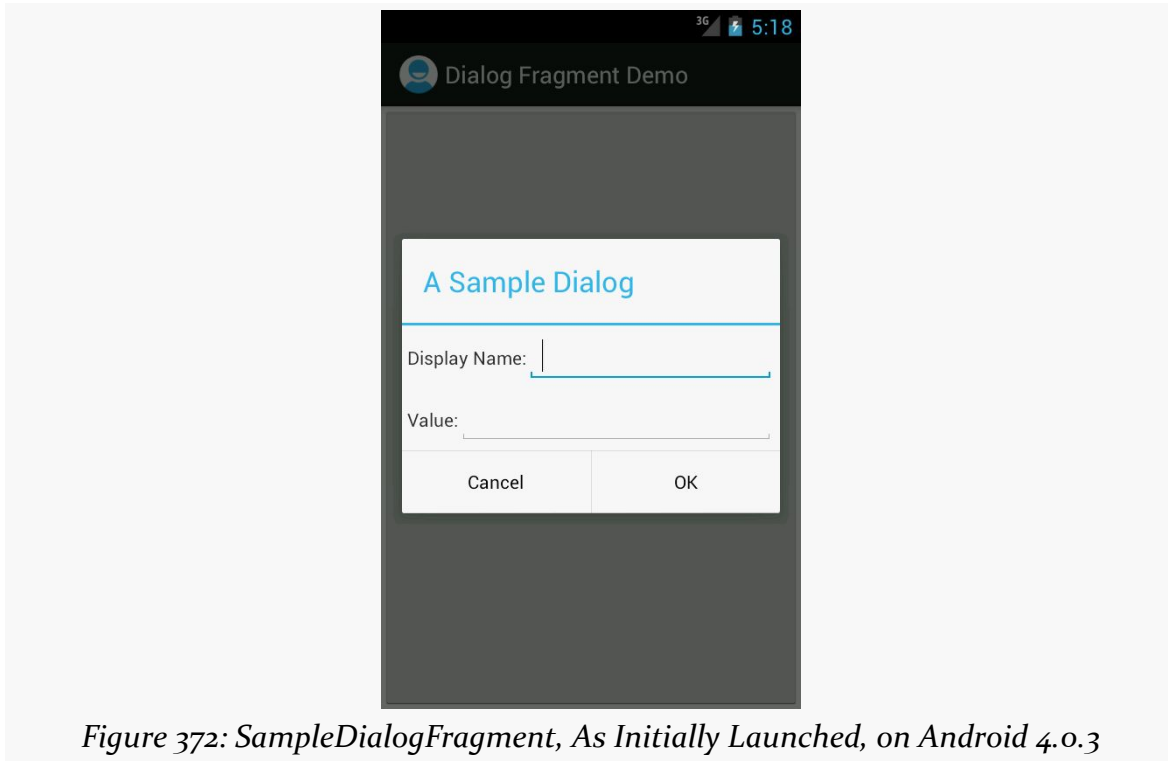 3G 5:18
Dialog Fragment Demo
A Sample Dialog
Display Name:
Value:
Cancel OK
Figure 372: SampleDialogFragment, As Initially Launched, on Android 4.0.3